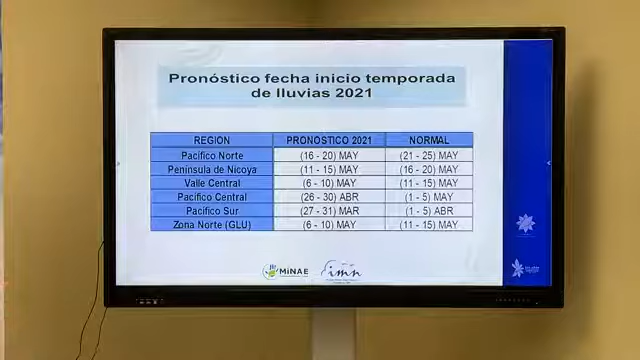 Pronóstico fecha inicio temporada
de lluvias 2021
REGION PRONOSTICO 2021 NORMAL
Pacífico Norte (16 - 20) MAY (21 - 25) MAY
Península de Nicoya (11 - 15) MAY (16 - 20) MAY
Valle Central (6 - 10) MAY (11 - 15) MAY
Pacífico Central (26 - 30) ABR (1 - 5) MAY
Pacífico Sur (27 - 31) MAR (1 - 5) ABR
Zona Norte (GLU) (6 - 10) MAY (11 - 15) MAY
MINAE imn